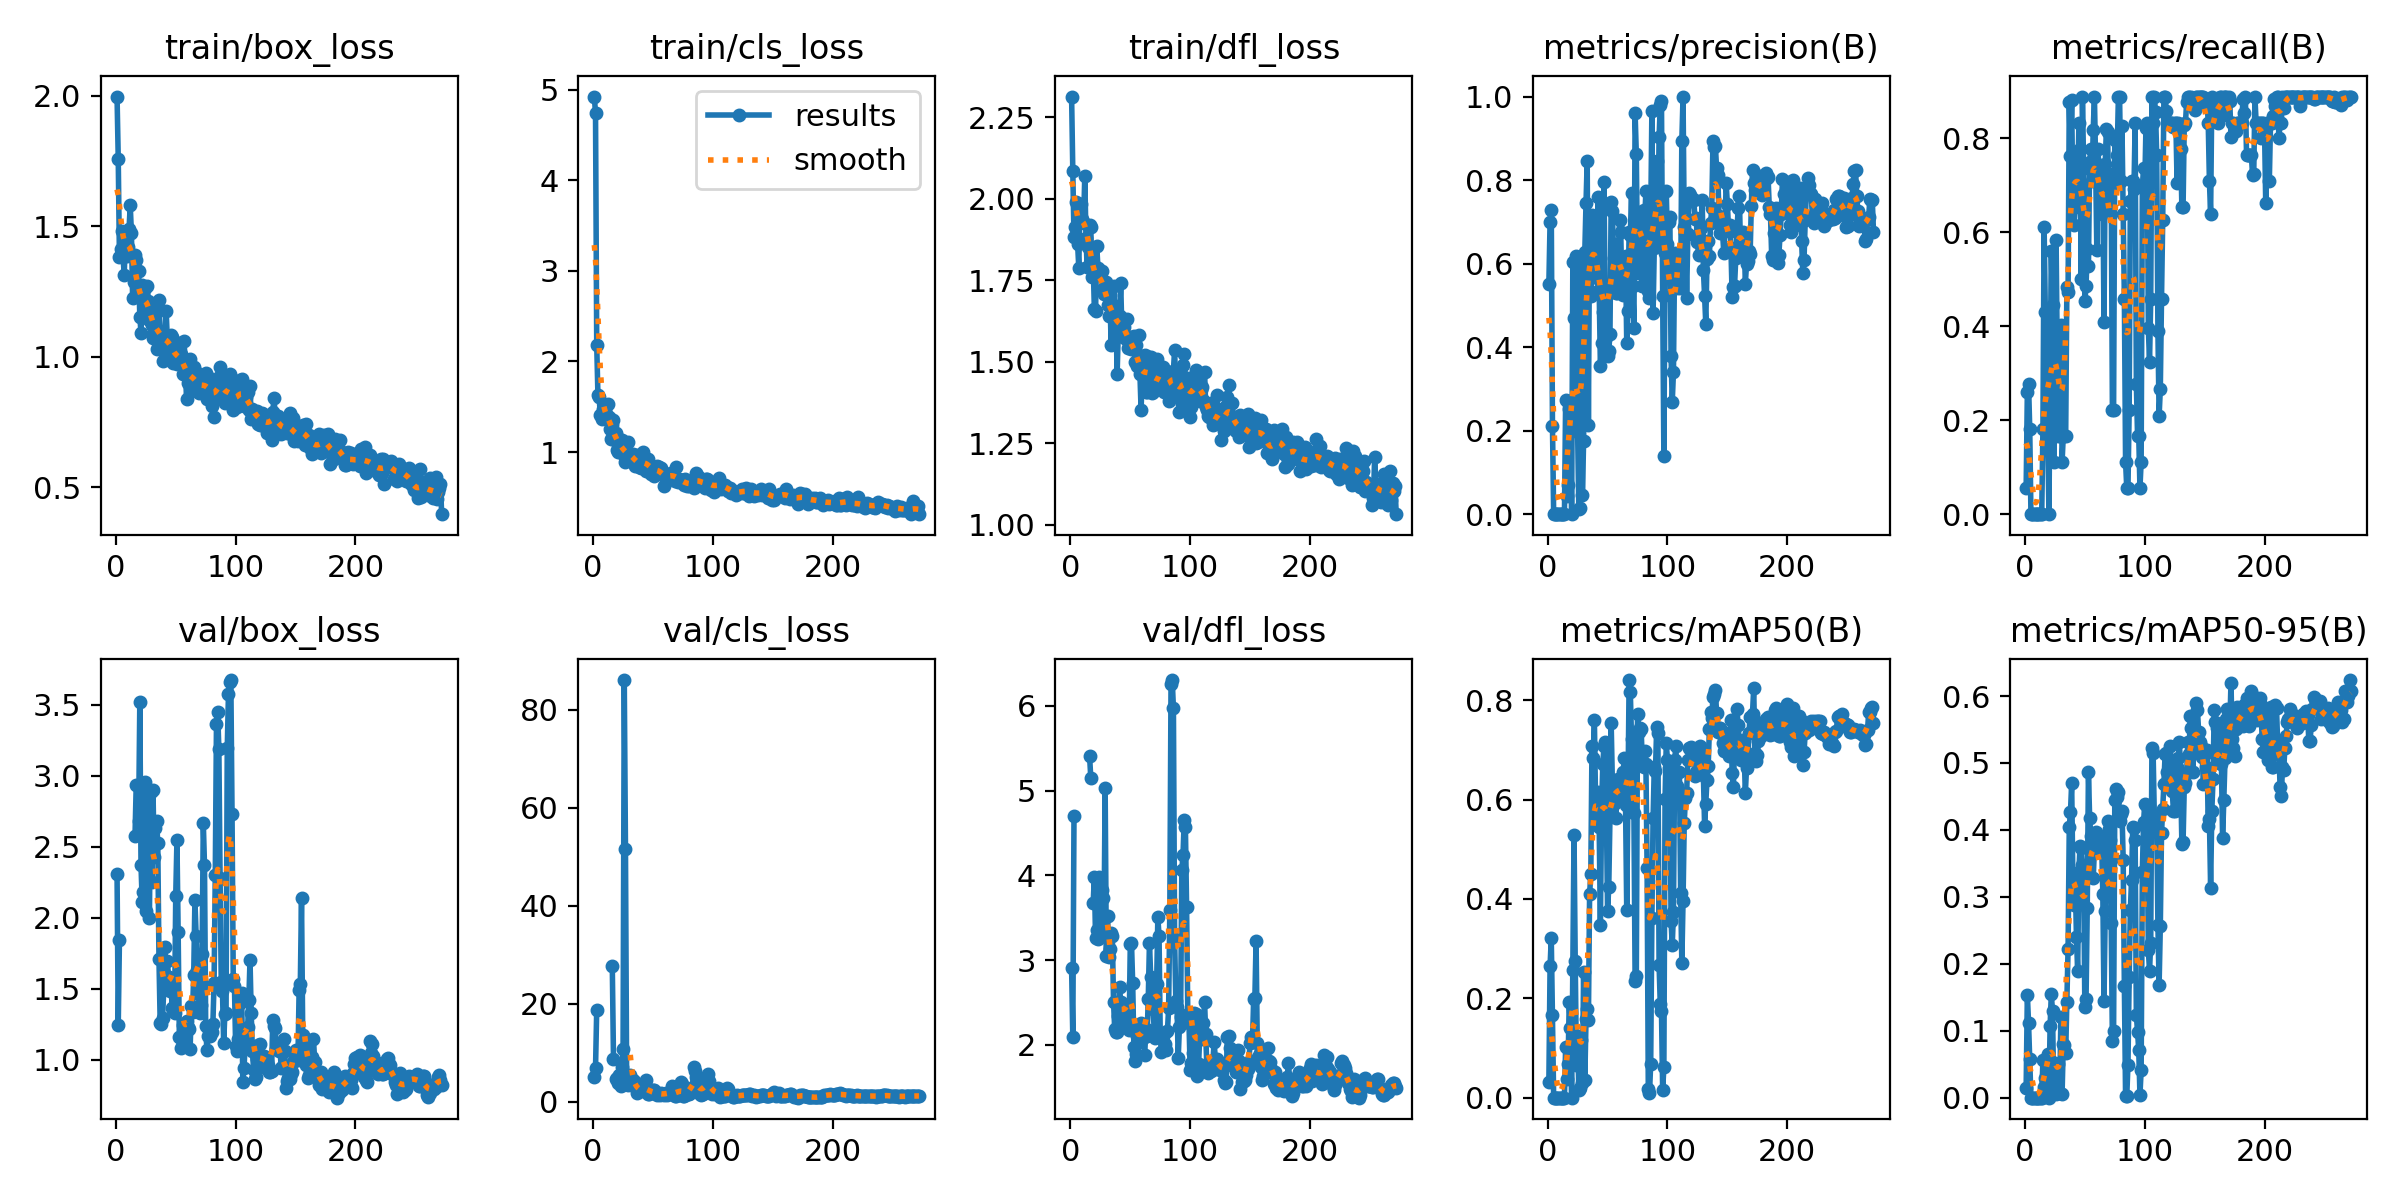 train/box_loss
train/cls_loss
train/dfl_loss
metrics/precision(B)
metrics/recall(B)
2.0
1.5
1.0
0.5
0 100 200
5
4
3
2
1
results
smooth
0 100 200
2.25
2.00
1.75
1.50
1.25
1.00
0 100 200
1.0
0.8
0.6
0.4
0.2
0.0
0 100 200
0.8
0.6
0.4
0.2
0.0
0 100 200
val/box_loss
val/cls_loss
val/dfl_loss
metrics/mAP50(B)
metrics/mAP50-95(B)
3.5
3.0
2.5
2.0
1.5
1.0
0 100 200
80
60
40
20
0
0 100 200
6
5
4
3
2
0 100 200
0.8
0.6
0.4
0.2
0.0
0 100 200
0.6
0.5
0.4
0.3
0.2
0.1
0.0
0 100 200